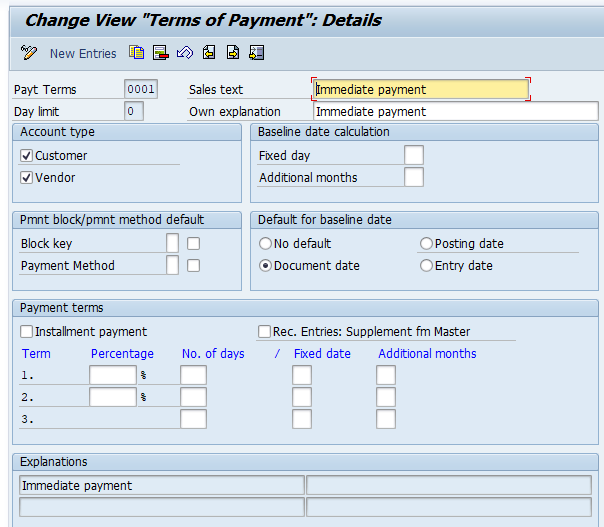 Change View "Terms of Payment": Details
New Entries
Payt Terms 0001 Sales text Immediate payment
Day limit 0 Own explanation Immediate payment
Account type Baseline date calculation
Customer Fixed day
Vendor Additional months
Pmnt block/pmnt method default Default for baseline date
Block key No default Posting date
Payment Method Document date Entry date
Payment terms
Installment payment Rec. Entries: Supplement fm Master
Term Percentage No. of days / Fixed date Additional months
1. %
2. %
3.
Explanations
Immediate payment